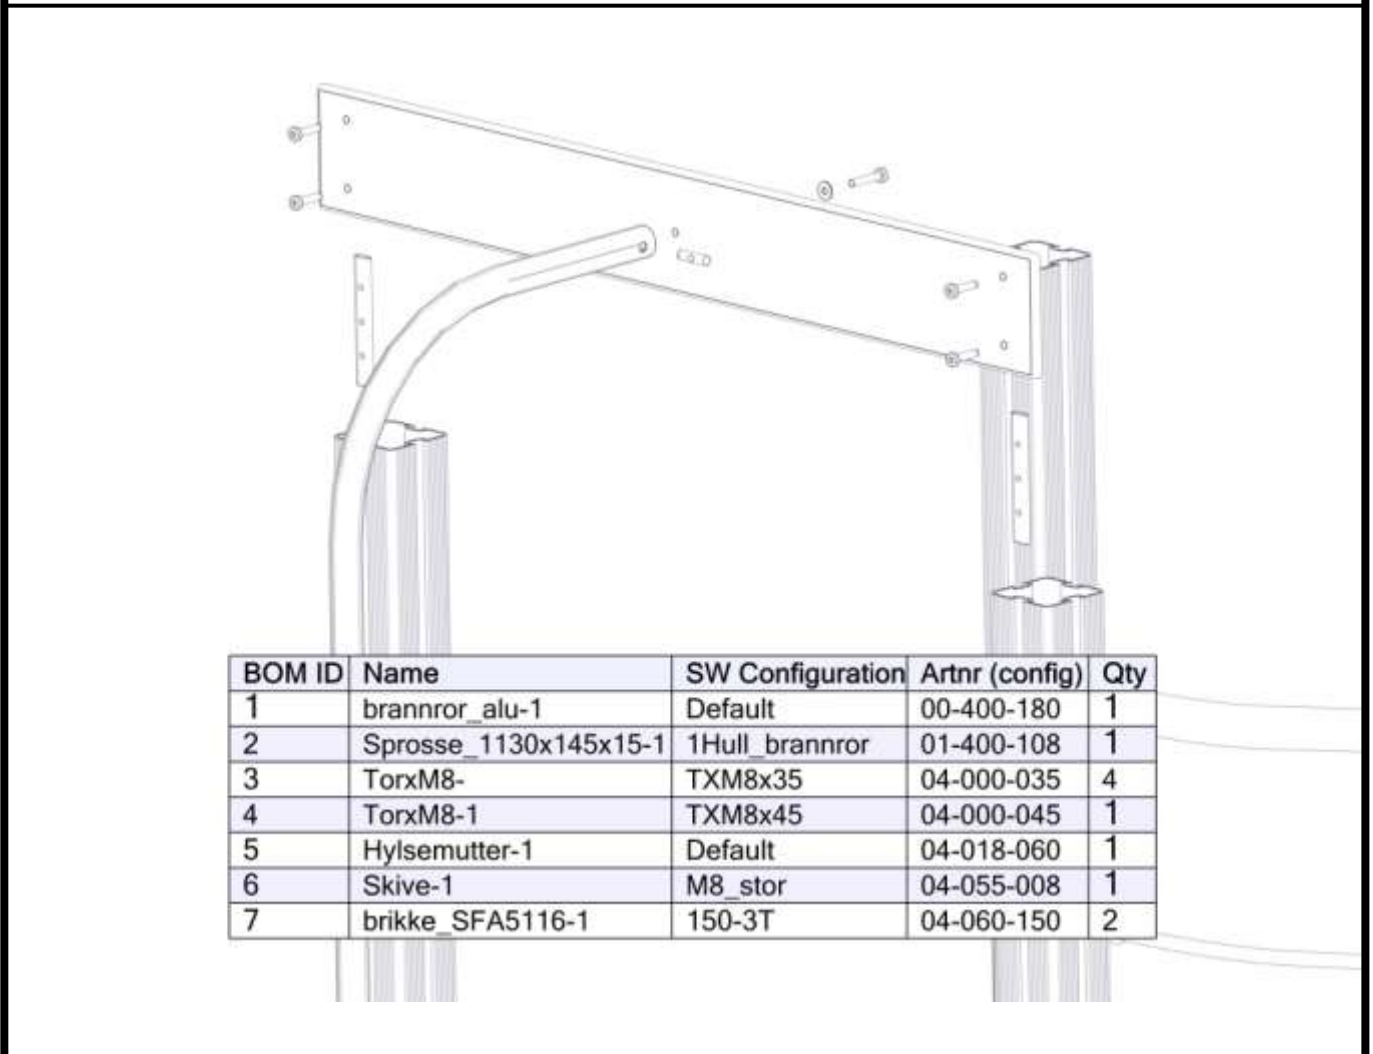 BOM ID Name SW Configuration Artnr (config) Qty
1 brannror_alu-1 Default 00-400-180 1
2 Sprosse_1130x145x15-1 1Hull_brannror 01-400-108 1
3 TorxM8- TXM8x35 04-000-035 4
4 TorxM8-1 TXM8x45 04-000-045 1
5 Hylsemutter-1 Default 04-018-060 1
6 Skive-1 M8_stor 04-055-008 1
7 brikke_SFA5116-1 150-3T 04-060-150 2